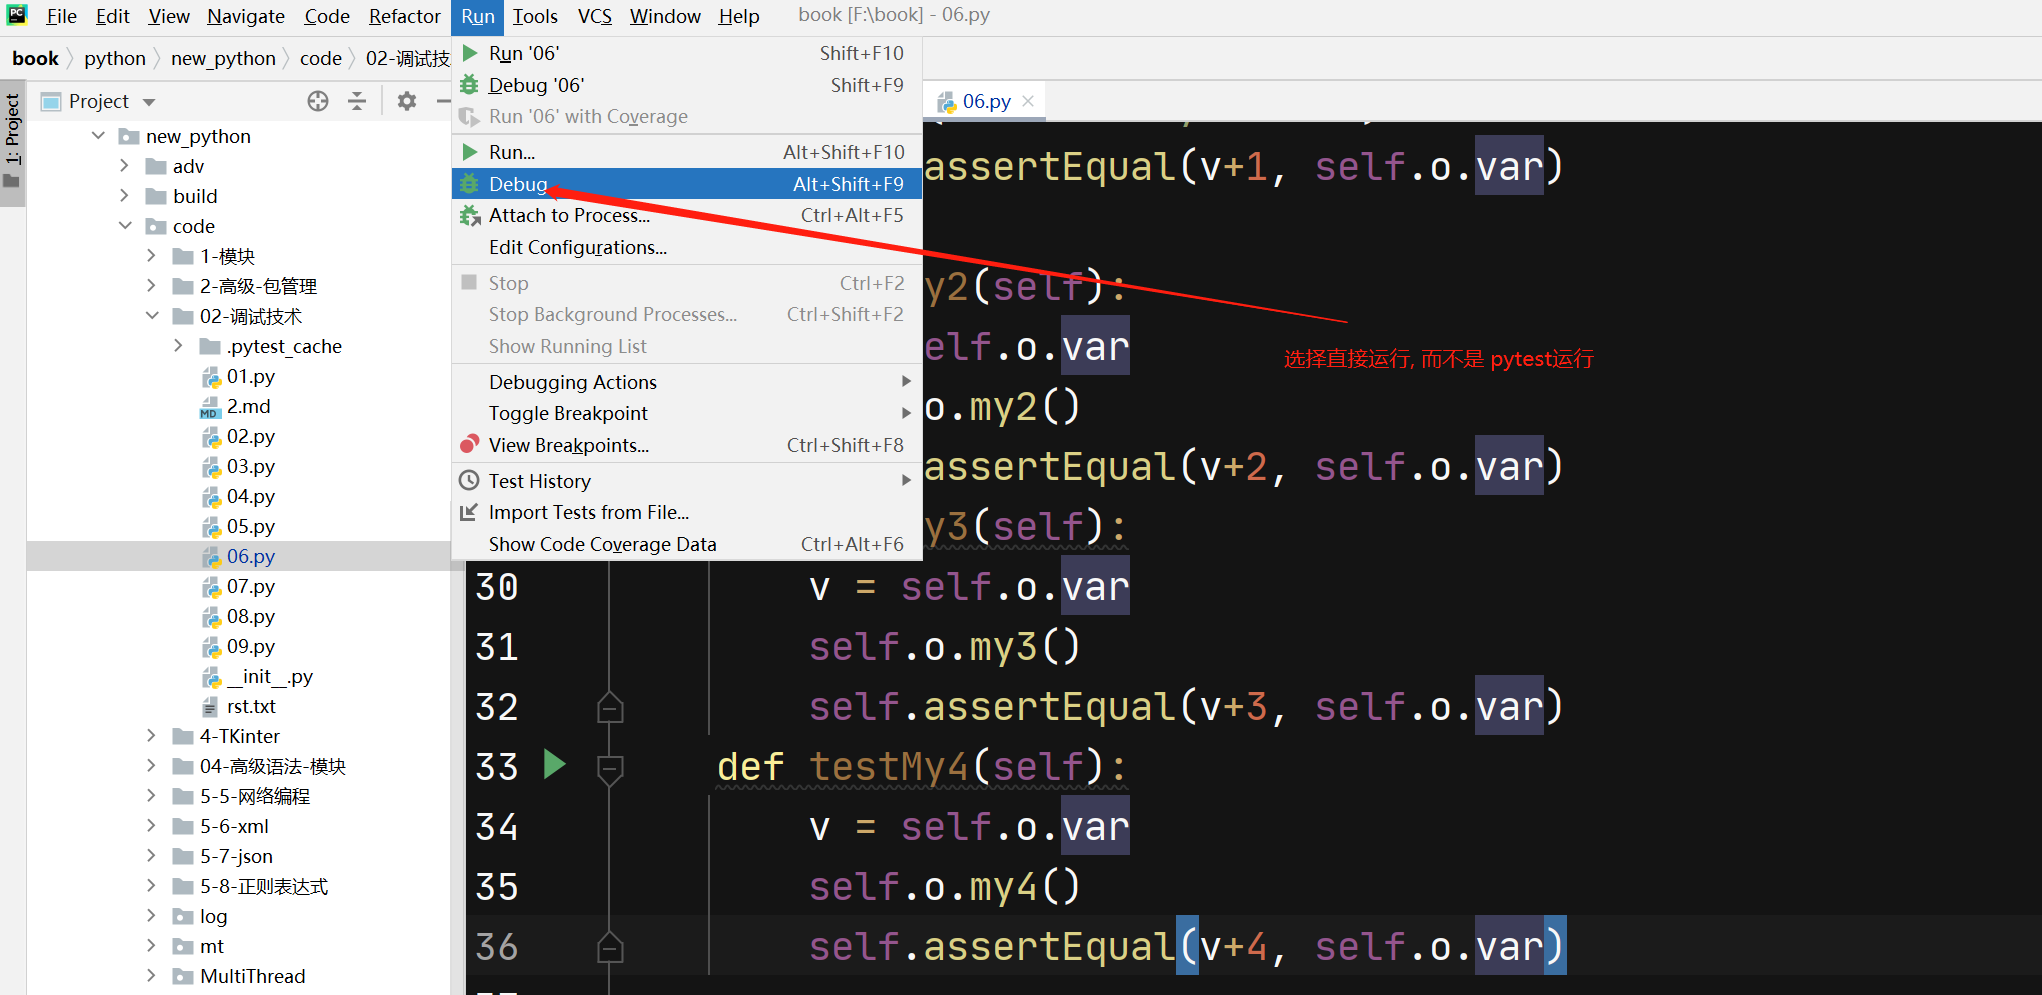 PC File Edit View Navigate Code Refactor Run Tools VCS Window Help book [F:\book] - 06.py
book python new_python code 02-调试技
Run '06' Shift+F10
Debug '06' Shift+F9
Run '06' with Coverage
Run... Alt+Shift+F10
Debug Alt+Shift+F9
Attach to Process... Ctrl+Alt+F5
Edit Configurations...
Stop Ctrl+F2
Stop Background Processes... Ctrl+Shift+F2
Show Running List
Debugging Actions
Toggle Breakpoint
View Breakpoints... Ctrl+Shift+F8
Test History
Import Tests from File...
Show Code Coverage Data Ctrl+Alt+F6
1: Project
Project
new_python
adv
build
code
1-模块
2-高级-包管理
02-调试技术
.pytest_cache
01.py
2.md
02.py
03.py
04.py
05.py
06.py
07.py
08.py
09.py
__init__.py
rst.txt
4-TKinter
04-高级语法-模块
5-5-网络编程
5-6-xml
5-7-json
5-8-正则表达式
log
mt
MultiThread
06.py
assertEqual(v+1, self.o.var)
y2(self):
elf.o.var
o.my2()
assertEqual(v+2, self.o.var)
y3(self):
30 v = self.o.var
31 self.o.my3()
32 self.assertEqual(v+3, self.o.var)
33 def testMy4(self):
34 v = self.o.var
35 self.o.my4()
36 self.assertEqual(v+4, self.o.var)
选择直接运行, 而不是 pytest运行